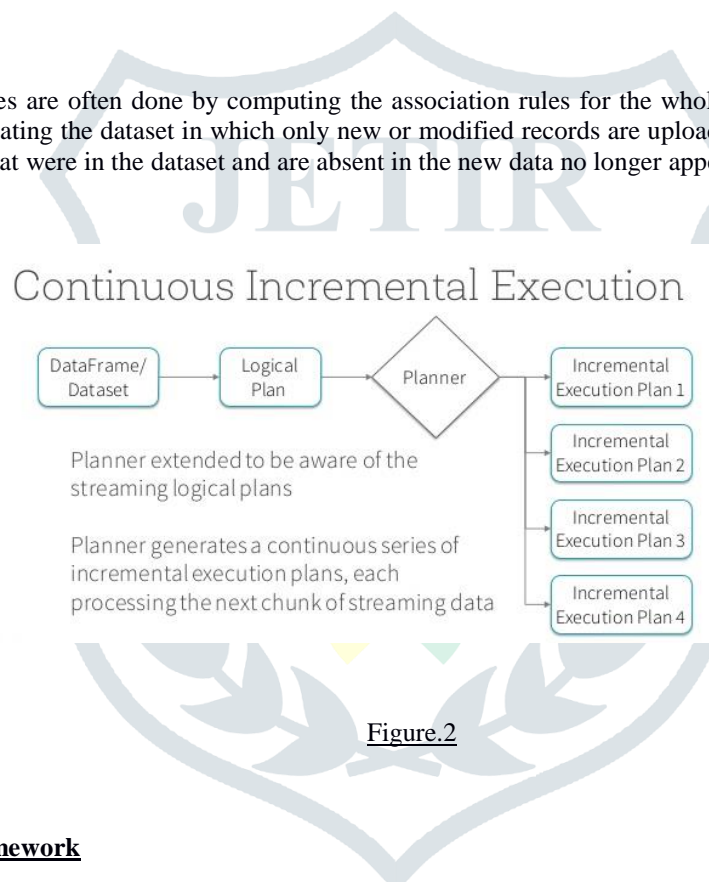 es are often done by computing the association rules for the whol
ating the dataset in which only new or modified records are uploa
at were in the dataset and are absent in the new data no longer appe
JETIR
Continuous Incremental Execution
DataFrame/
Dataset
Logical
Plan
Planner
Incremental
Execution Plan 1
Incremental
Execution Plan 2
Incremental
Execution Plan 3
Incremental
Execution Plan 4
Planner extended to be aware of the
streaming logical plans
Planner generates a continuous series of
incremental execution plans, each
processing the next chunk of streaming data
Figure.2
nework